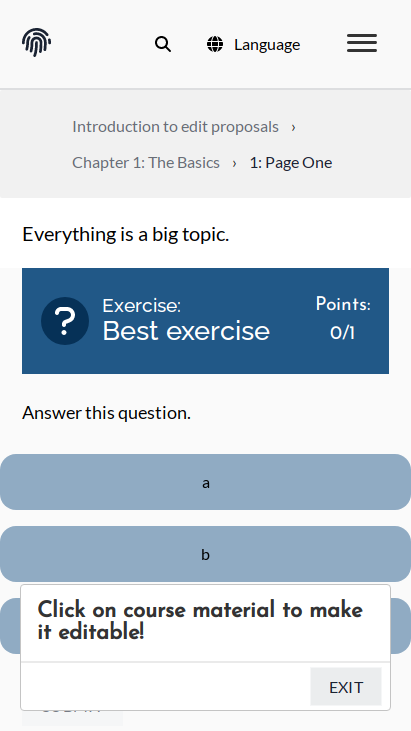 Language
Introduction to edit proposals ›
Chapter 1: The Basics › 1: Page One
Everything is a big topic.
?
Exercise:
Best exercise
Points:
0/1
Answer this question.
a
b
Click on course material to make
it editable!
EXIT